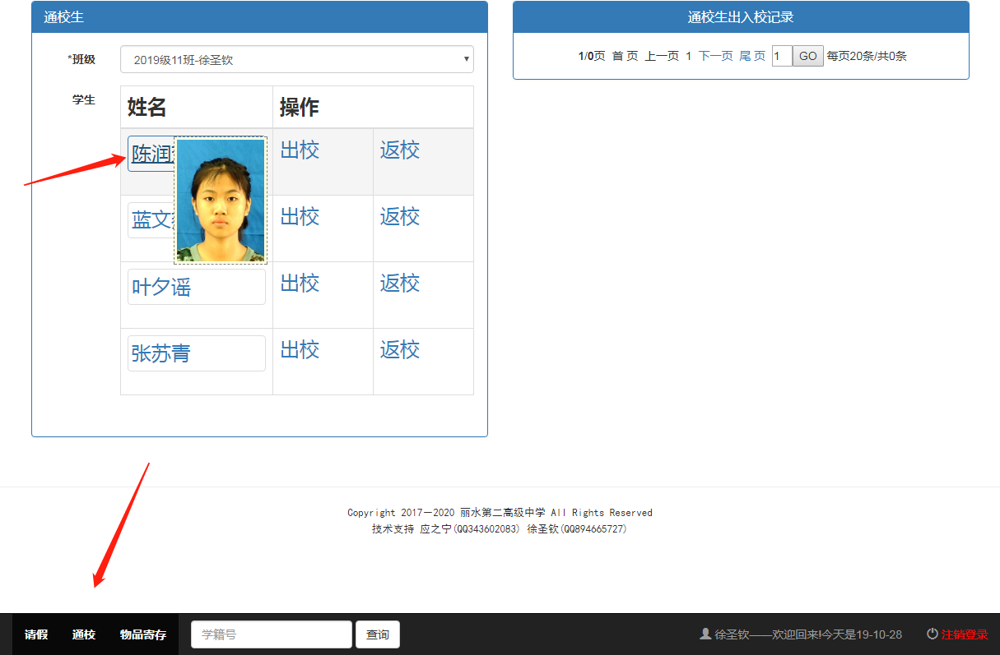 通校生
*班级 2019级11班-徐圣钦
学生 姓名 操作
陈润 出校 返校
蓝文 出校 返校
叶夕谣 出校 返校
张苏青 出校 返校
通校生出入校记录
1/0页 首 页 上一页 1 下一页 尾 页 1 GO 每页20条/共0条
Copyright 2017－2020 丽水第二高级中学 All Rights Reserved
技术支持 应之宁(QQ343602083) 徐圣钦(QQ894665727)
请假 通校 物品寄存 学籍号 查询 徐圣钦——欢迎回来!今天是19-10-28 注销登录